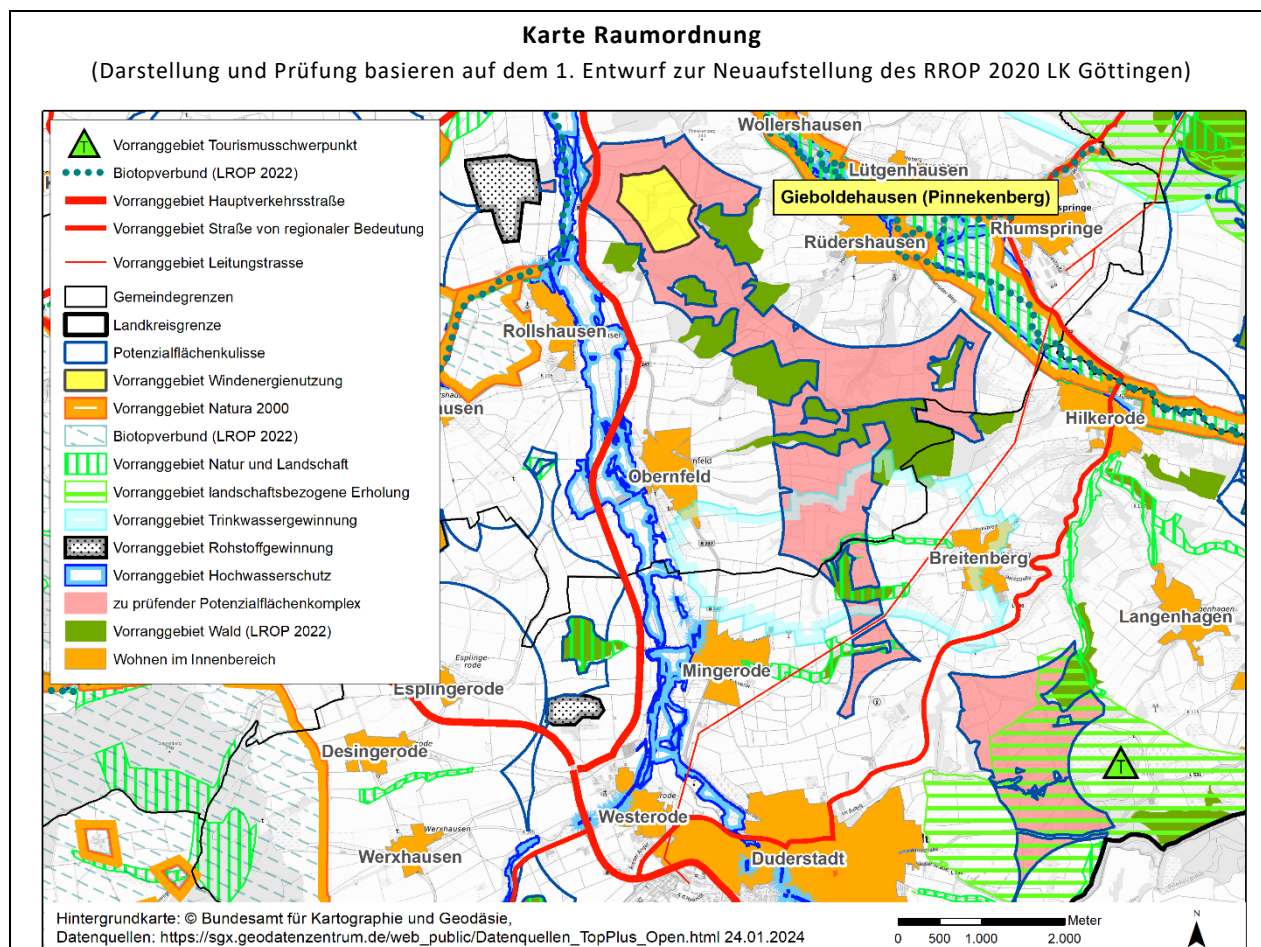 Karte Raumordnung
(Darstellung und Prüfung basieren auf dem 1. Entwurf zur Neuaufstellung des RROP 2020 LK Göttingen)
Vorranggebiet Tourismusschwerpunkt
Biotopverbund (LROP 2022)
Vorranggebiet Hauptverkehrsstraße
Vorranggebiet Straße von regionaler Bedeutung
Vorranggebiet Leitungstrasse
Gemeindegrenzen
Landkreisgrenze
Potenzialflächenkulisse
Vorranggebiet Windenergienutzung
Vorranggebiet Natura 2000
Biotopverbund (LROP 2022)
Vorranggebiet Natur und Landschaft
Vorranggebiet landschaftsbezogene Erholung
Vorranggebiet Trinkwassergewinnung
Vorranggebiet Rohstoffgewinnung
Vorranggebiet Hochwasserschutz
zu prüfender Potenzialflächenkomplex
Vorranggebiet Wald (LROP 2022)
Wohnen im Innenbereich
Wollershausen
Lütgenhausen
Gieboldehausen (Pinnekenberg)
Rhumspringe
Rüdershausen
Rollshausen
Hilkerode
Obernfeld
Breitenberg
Langenhagen
Mingerode
Esplingerode
Desingerode
Westerode
Werxhausen
Duderstadt
T
T
Hintergrundkarte: © Bundesamt für Kartographie und Geodäsie,
Datenquellen: https://sgx.geodatenzentrum.de/web_public/Datenquellen_TopPlus_Open.html 24.01.2024
Meter
0 500 1.000 2.000
N